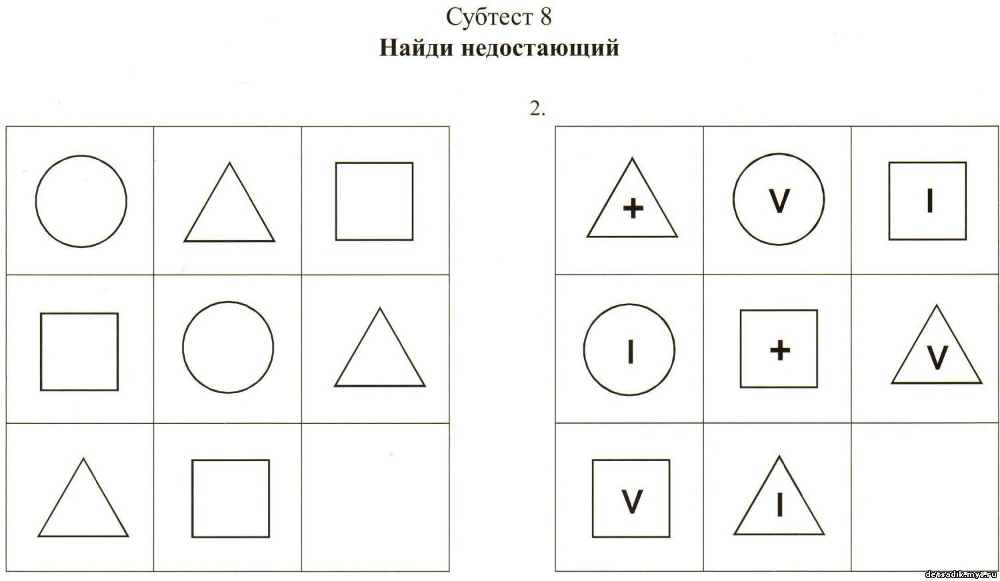 Субтест 8
Найди недостающий
2.
+ V I
I + V
V I
detsadik.my1.ru